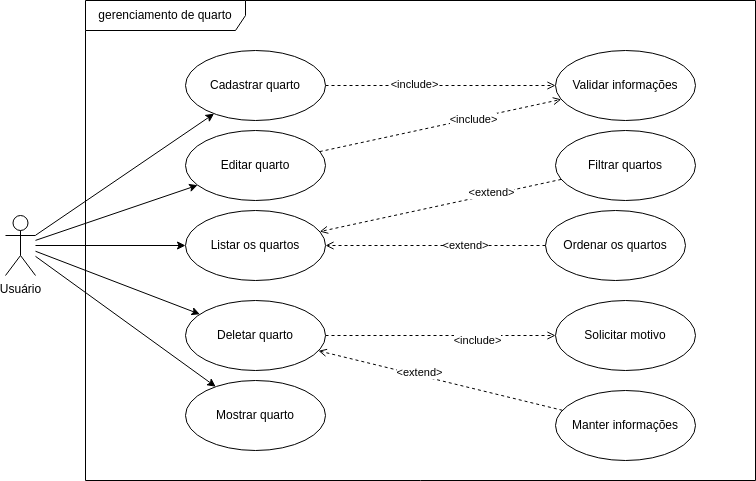 gerenciamento de quarto
Cadastrar quarto
<include>
Validar informações
Editar quarto
<include>
Filtrar quartos
<extend>
Listar os quartos
<extend>
Ordenar os quartos
Usuário
Deletar quarto
<include>
Solicitar motivo
<extend>
Mostrar quarto
Manter informações